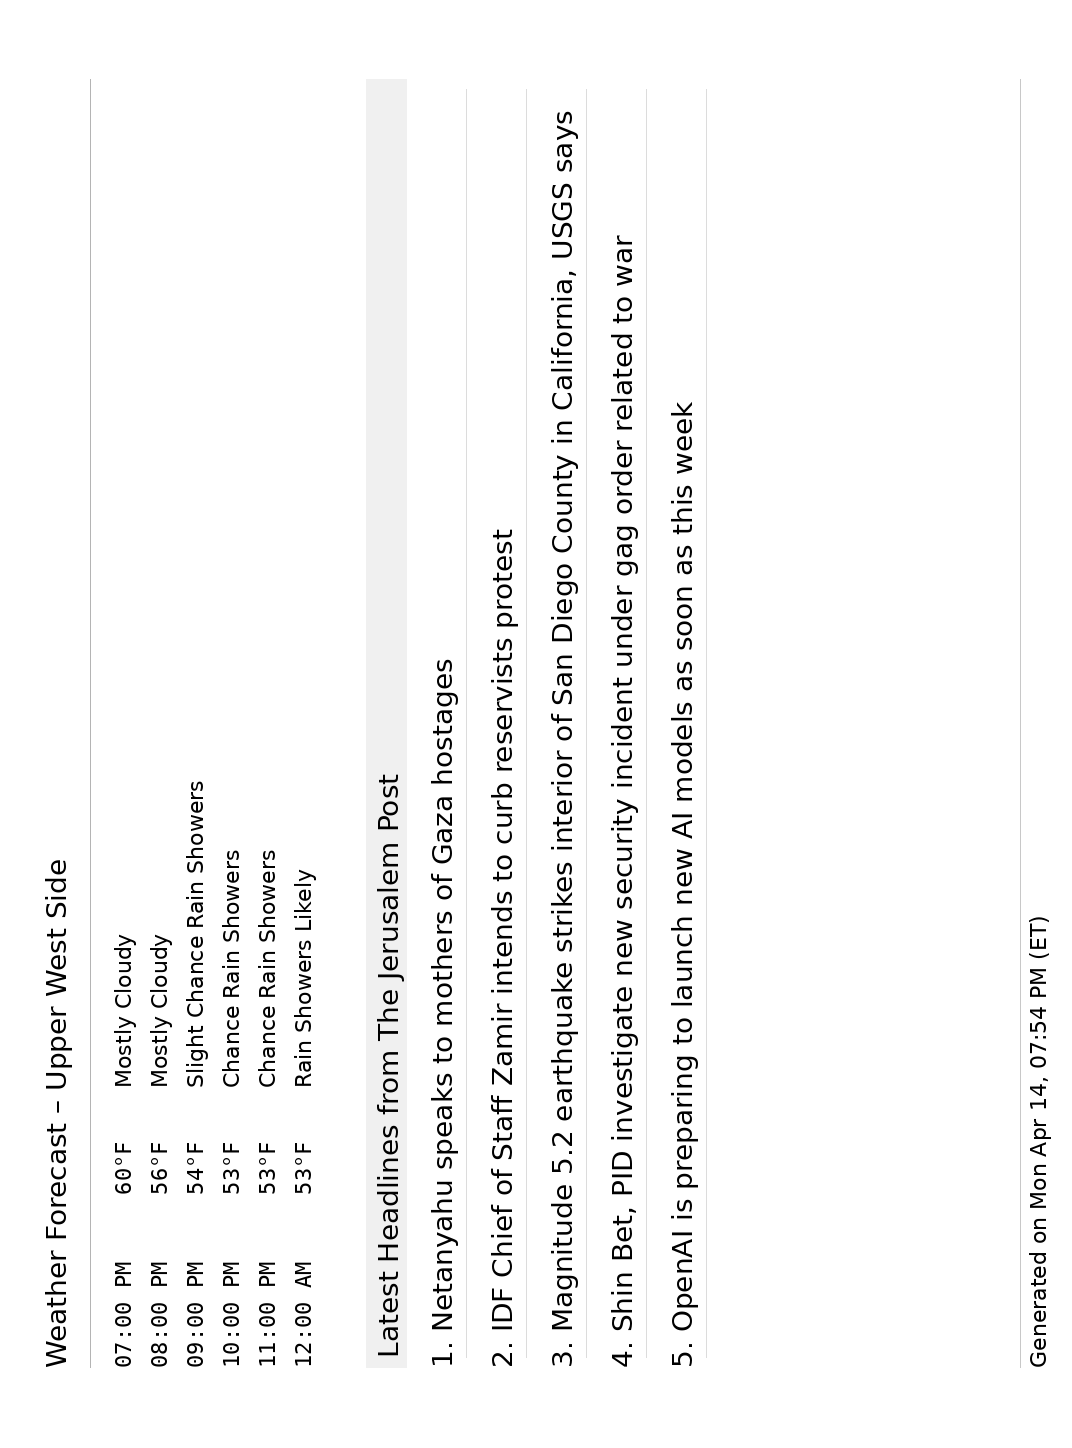 Weather Forecast – Upper West Side
07:00 PM 60°F Mostly Cloudy
08:00 PM 56°F Mostly Cloudy
09:00 PM 54°F Slight Chance Rain Showers
10:00 PM 53°F Chance Rain Showers
11:00 PM 53°F Chance Rain Showers
12:00 AM 53°F Rain Showers Likely
Latest Headlines from The Jerusalem Post
1. Netanyahu speaks to mothers of Gaza hostages
2. IDF Chief of Staff Zamir intends to curb reservists protest
3. Magnitude 5.2 earthquake strikes interior of San Diego County in California, USGS says
4. Shin Bet, PID investigate new security incident under gag order related to war
5. OpenAI is preparing to launch new AI models as soon as this week
Generated on Mon Apr 14, 07:54 PM (ET)